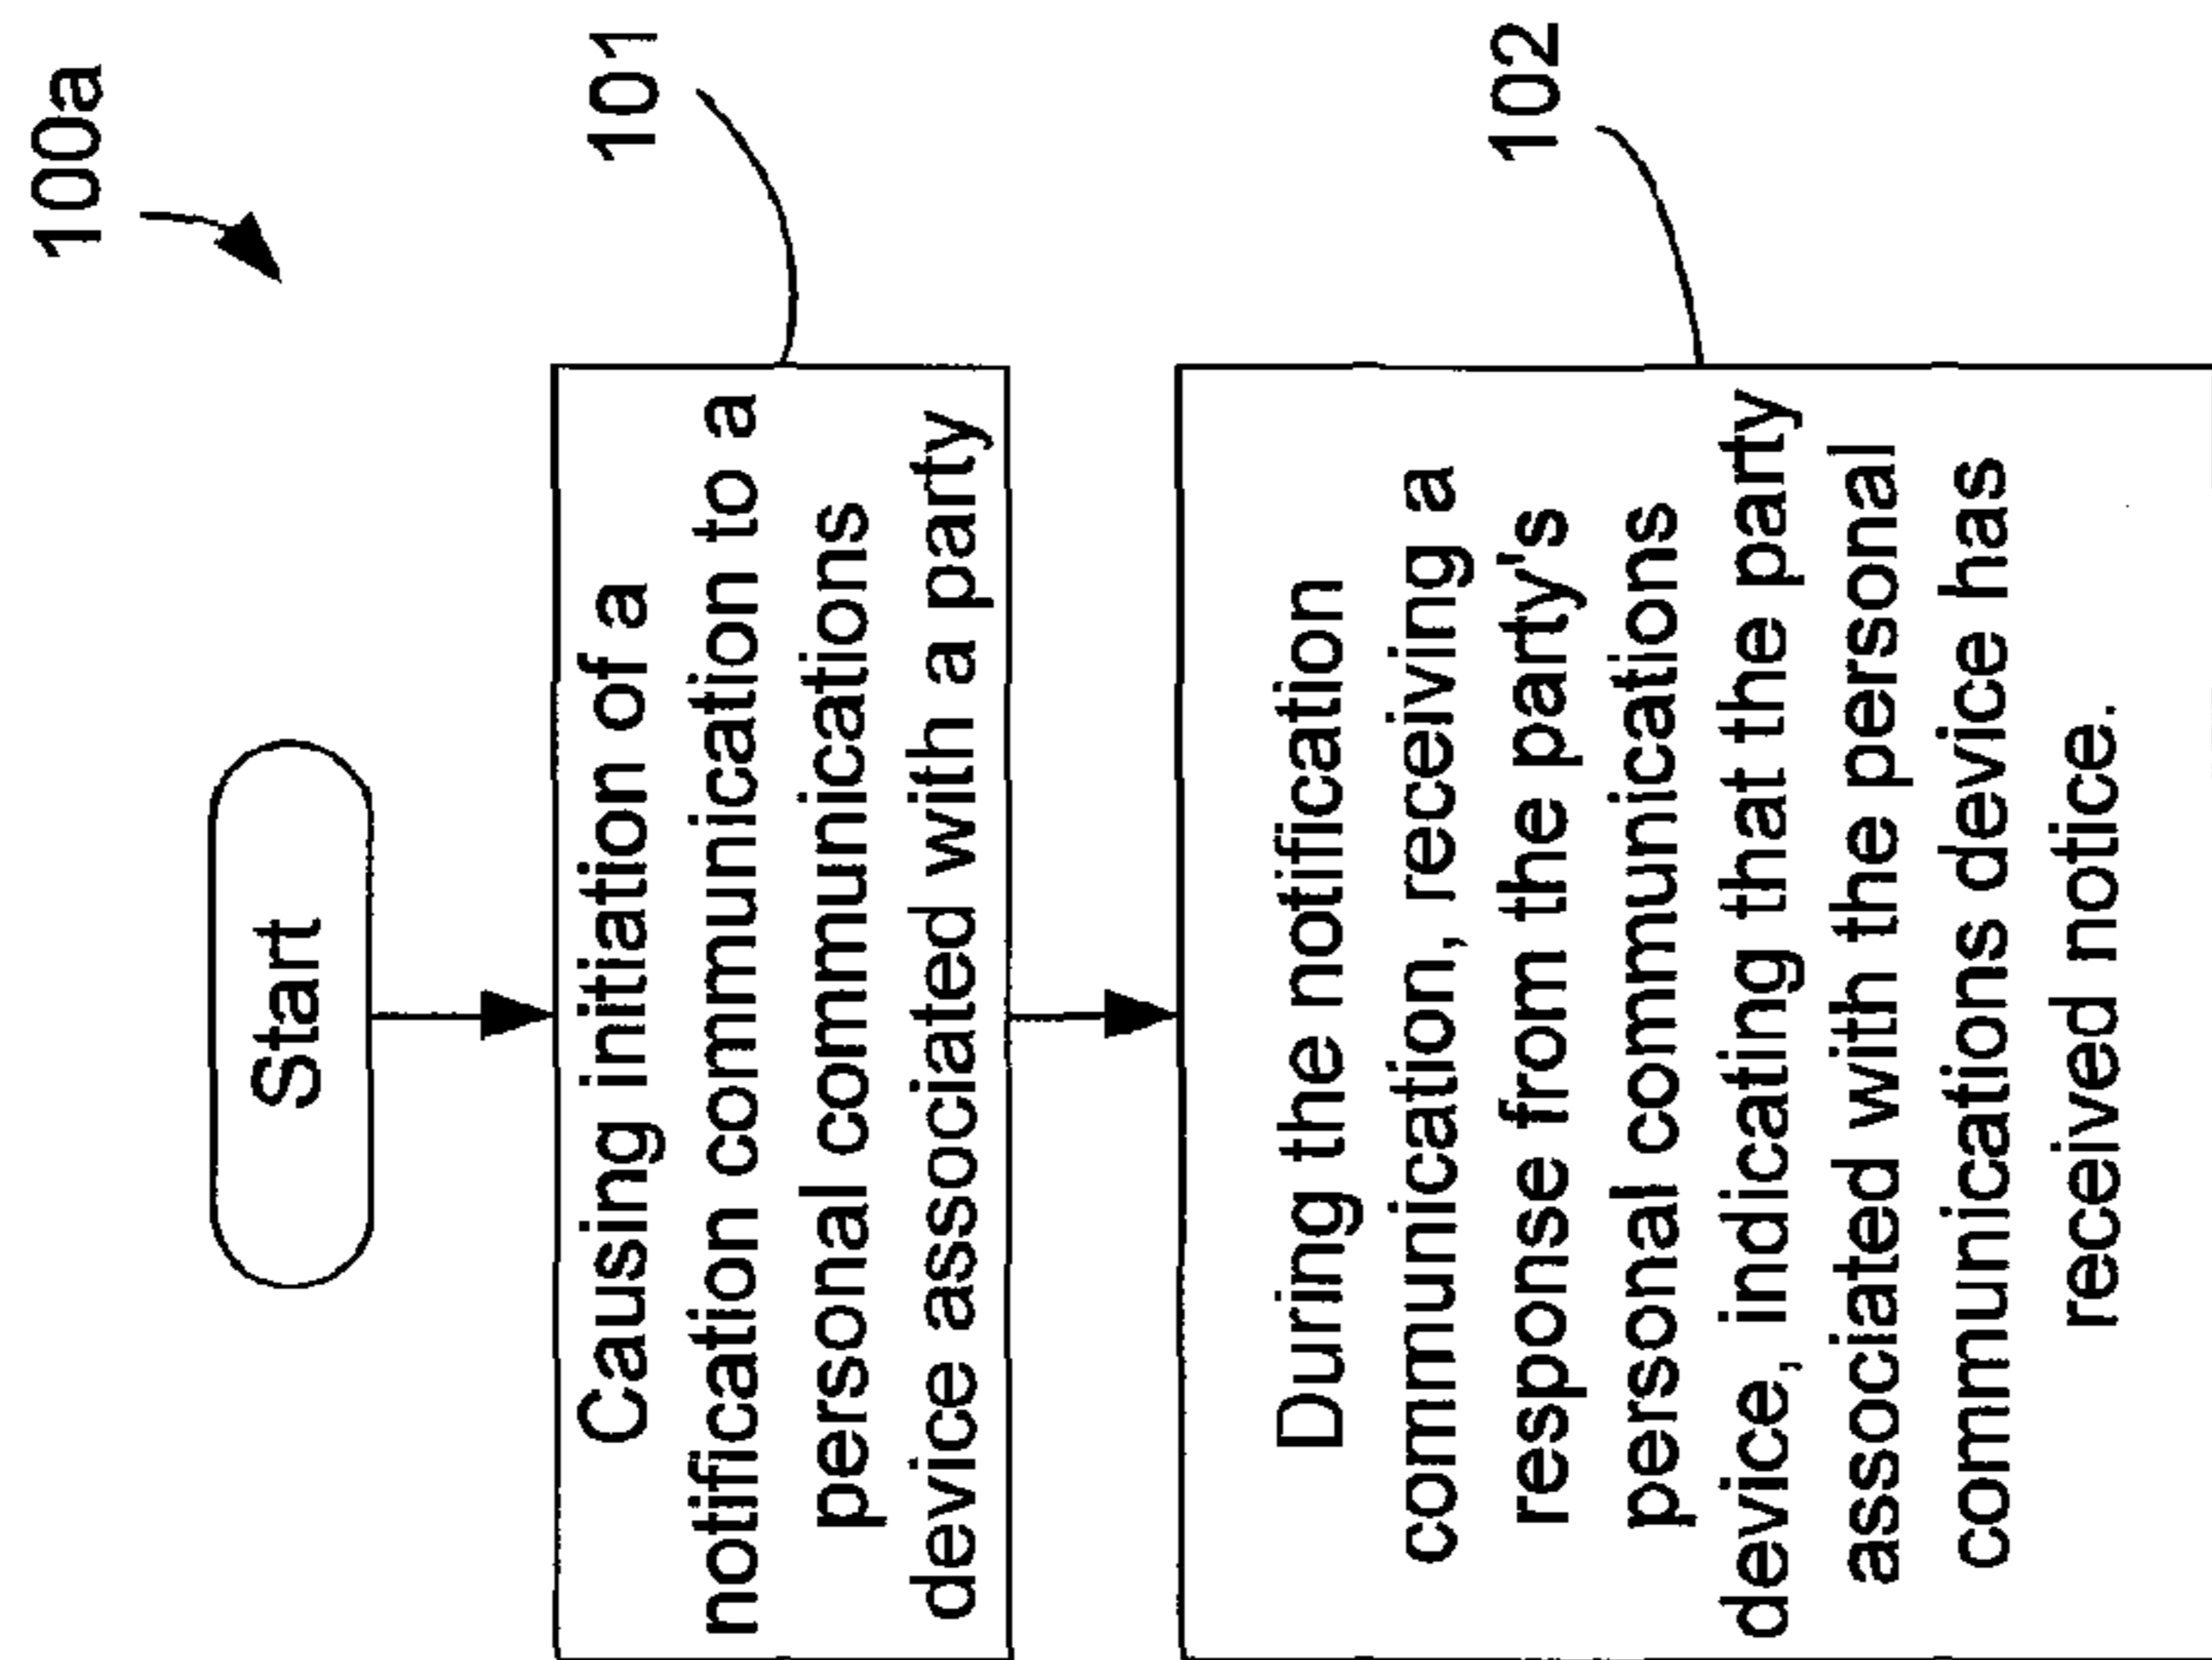 100a
Start
Causing initiation of a
notification communication to a
personal communications
device associated with a party
101
During the notification
communication, receiving a
response from the party's
personal communications
device, indicating that the party
associated with the personal
communications device has
received notice.
102